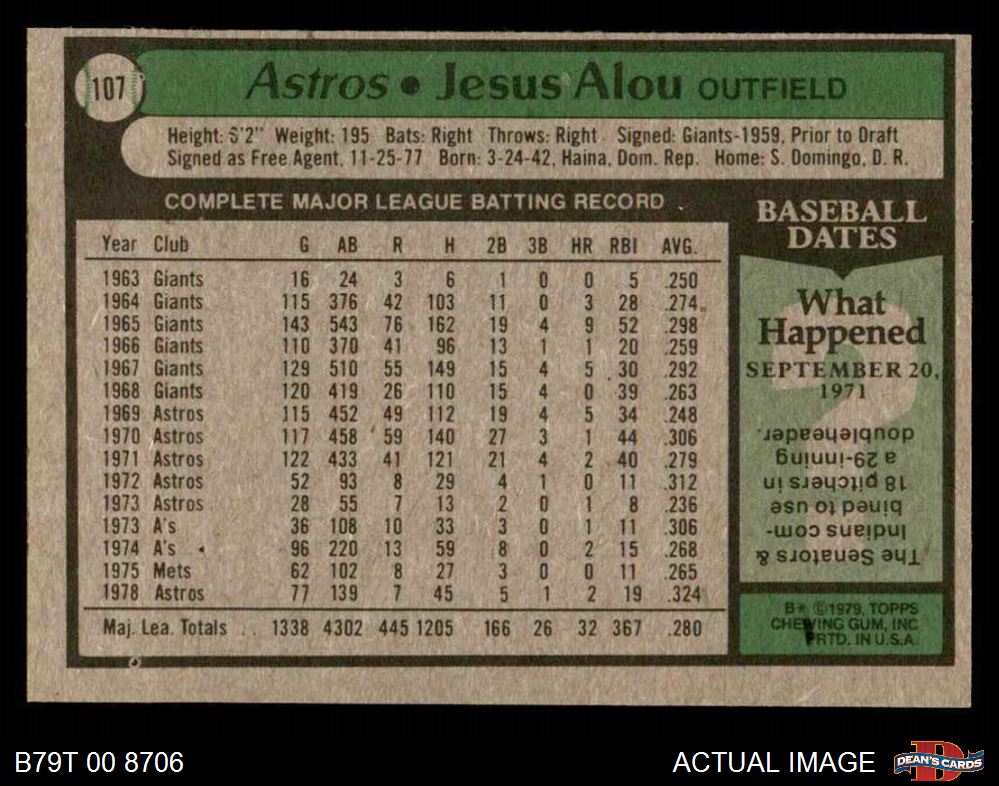 107
Astros • Jesus Alou OUTFIELD
Height: 6'2" Weight: 195 Bats: Right Throws: Right Signed: Giants-1959, Prior to Draft
Signed as Free Agent, 11-25-77 Born: 3-24-42, Haina, Dom. Rep. Home: S. Domingo, D. R.
COMPLETE MAJOR LEAGUE BATTING RECORD
Year Club G AB R H 2B 3B HR RBI AVG.
1963 Giants 16 24 3 6 1 0 0 5 .250
1964 Giants 115 376 42 103 11 0 3 28 .274
1965 Giants 143 543 76 162 19 4 9 52 .298
1966 Giants 110 370 41 96 13 1 1 20 .259
1967 Giants 129 510 55 149 15 4 5 30 .292
1968 Giants 120 419 26 110 15 4 0 39 .263
1969 Astros 115 452 49 112 19 4 5 34 .248
1970 Astros 117 458 59 140 27 3 1 44 .306
1971 Astros 122 433 41 121 21 4 2 40 .279
1972 Astros 52 93 8 29 4 1 0 11 .312
1973 Astros 28 55 7 13 2 0 1 8 .236
1973 A's 36 108 10 33 3 0 1 11 .306
1974 A's 96 220 13 59 8 0 2 15 .268
1975 Mets 62 102 8 27 3 0 0 11 .265
1978 Astros 77 139 7 45 5 1 2 19 .324
Maj. Lea. Totals . . 1338 4302 445 1205 166 26 32 367 .280
BASEBALL
DATES
What
Happened
SEPTEMBER 20,
1971
The Senators &
Indians com-
bined to use
18 pitchers in
a 29-inning
doubleheader.
B* ©1979, TOPPS
CHEWING GUM, INC
PRTD. IN U.S.A.
B79T 00 8706
ACTUAL IMAGE
D
DEAN'S CARDS